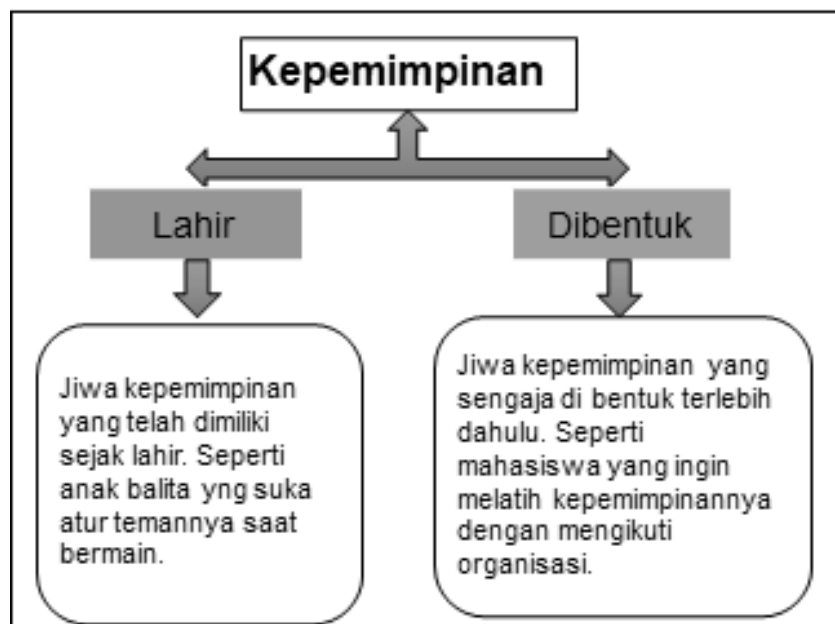 Kepemimpinan
Lahir
Dibentuk
Jiwa kepemimpinan
yang telah dimiliki
sejak lahir. Seperti
anak balita yng suka
atur temannya saat
bermain.
Jiwa kepemimpinan yang
sengaja di bentuk terlebih
dahulu. Seperti
mahasiswa yang ingin
melatih kepemimpinannya
dengan mengikuti
organisasi.